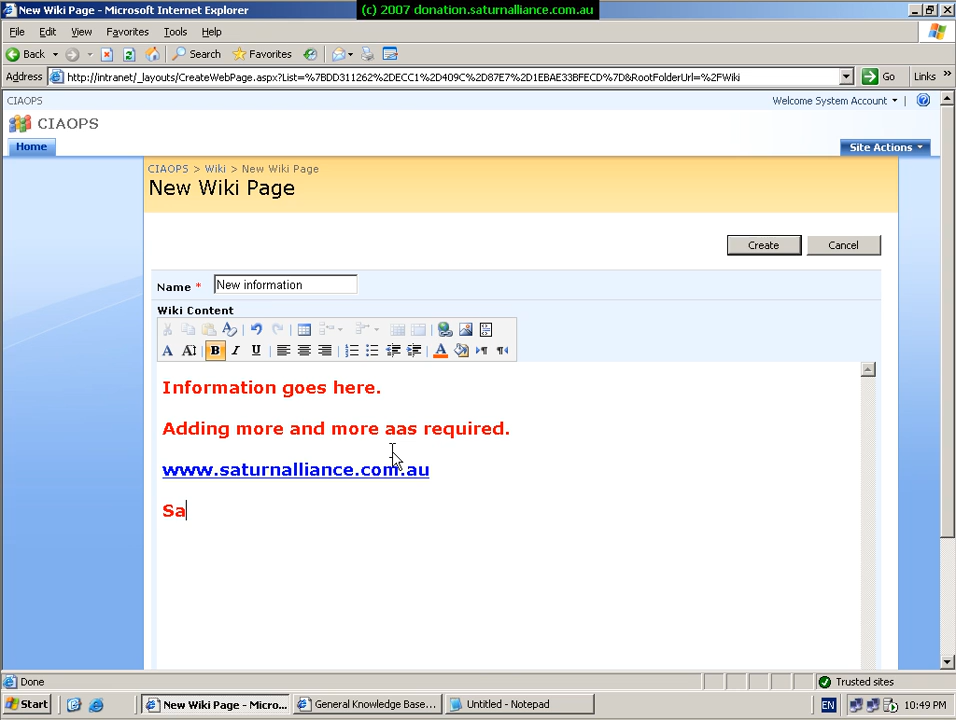 New Wiki Page - Microsoft Internet Explorer
(c) 2007 donation.saturnalliance.com.au
File Edit View Favorites Tools Help
Back Search Favorites
Address http://intranet/_layouts/CreateWebPage.aspx?List=%7BDD311262%2DECC1%2D409C%2D87E7%2D1EBAE33BFECD%7D&RootFolderUrl=%2FWiki Go Links »
CIAOPS Welcome System Account
CIAOPS
Home Site Actions
CIAOPS > Wiki > New Wiki Page
New Wiki Page
Create Cancel
Name * New information
Wiki Content
A A B I U A
Information goes here.
Adding more and more aas required.
www.saturnalliance.com.au
Sa
Done Trusted sites
Start New Wiki Page - Micro... General Knowledge Base... Untitled - Notepad EN 10:49 PM